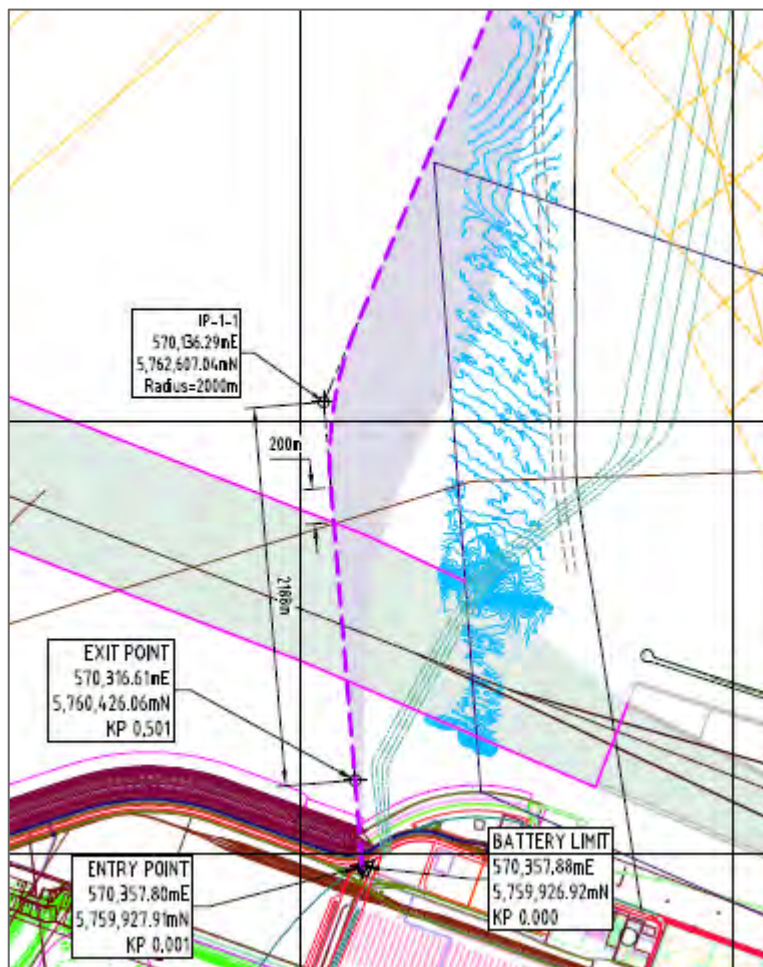 IP-1-1
570,136.29mE
5,762,607.04mN
Radius=2000m
200m
2188m
EXIT POINT
570,316.61mE
5,760,426.06mN
KP 0.501
BATTERY LIMIT
570,357.88mE
5,759,926.92mN
KP 0.000
ENTRY POINT
570,357.80mE
5,759,927.91mN
KP 0.001